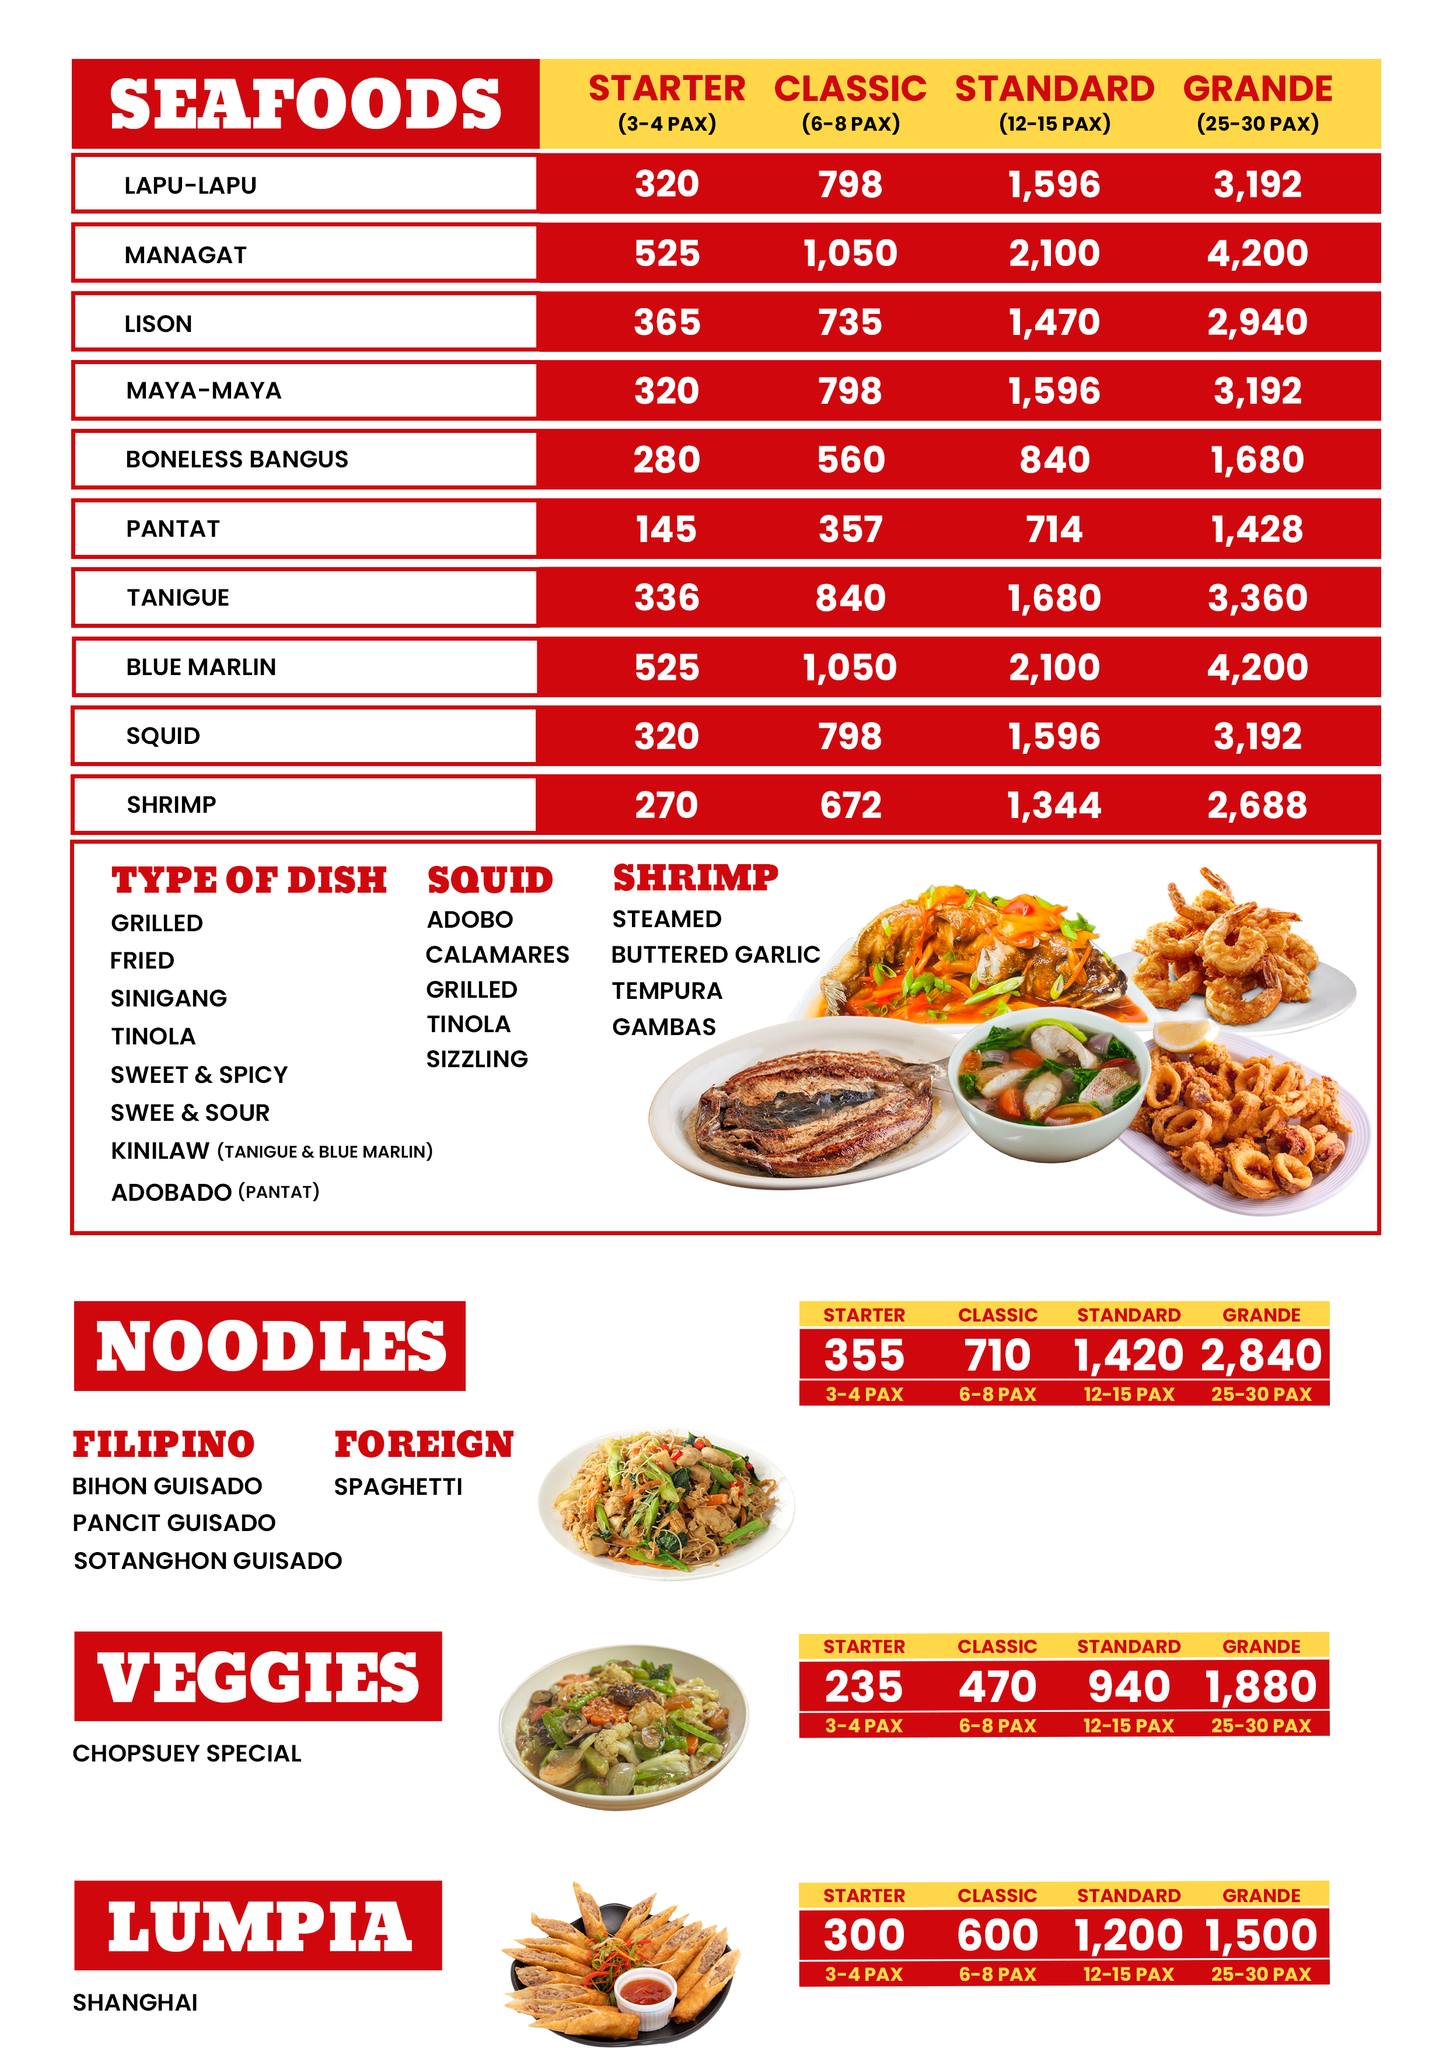 SEAFOODS STARTER CLASSIC STANDARD GRANDE
(3-4 PAX) (6-8 PAX) (12-15 PAX) (25-30 PAX)
LAPU-LAPU 320 798 1,596 3,192
MANAGAT 525 1,050 2,100 4,200
LISON 365 735 1,470 2,940
MAYA-MAYA 320 798 1,596 3,192
BONELESS BANGUS 280 560 840 1,680
PANTAT 145 357 714 1,428
TANIGUE 336 840 1,680 3,360
BLUE MARLIN 525 1,050 2,100 4,200
SQUID 320 798 1,596 3,192
SHRIMP 270 672 1,344 2,688
TYPE OF DISH
GRILLED
FRIED
SINIGANG
TINOLA
SWEET & SPICY
SWEE & SOUR
KINILAW (TANIGUE & BLUE MARLIN)
ADOBADO (PANTAT)
SQUID
ADOBO
CALAMARES
GRILLED
TINOLA
SIZZLING
SHRIMP
STEAMED
BUTTERED GARLIC
TEMPURA
GAMBAS
NOODLES
STARTER CLASSIC STANDARD GRANDE
355 710 1,420 2,840
3-4 PAX 6-8 PAX 12-15 PAX 25-30 PAX
FILIPINO
BIHON GUISADO
PANCIT GUISADO
SOTANGHON GUISADO
FOREIGN
SPAGHETTI
VEGGIES
STARTER CLASSIC STANDARD GRANDE
235 470 940 1,880
3-4 PAX 6-8 PAX 12-15 PAX 25-30 PAX
CHOPSUEY SPECIAL
LUMPIA
STARTER CLASSIC STANDARD GRANDE
300 600 1,200 1,500
3-4 PAX 6-8 PAX 12-15 PAX 25-30 PAX
SHANGHAI